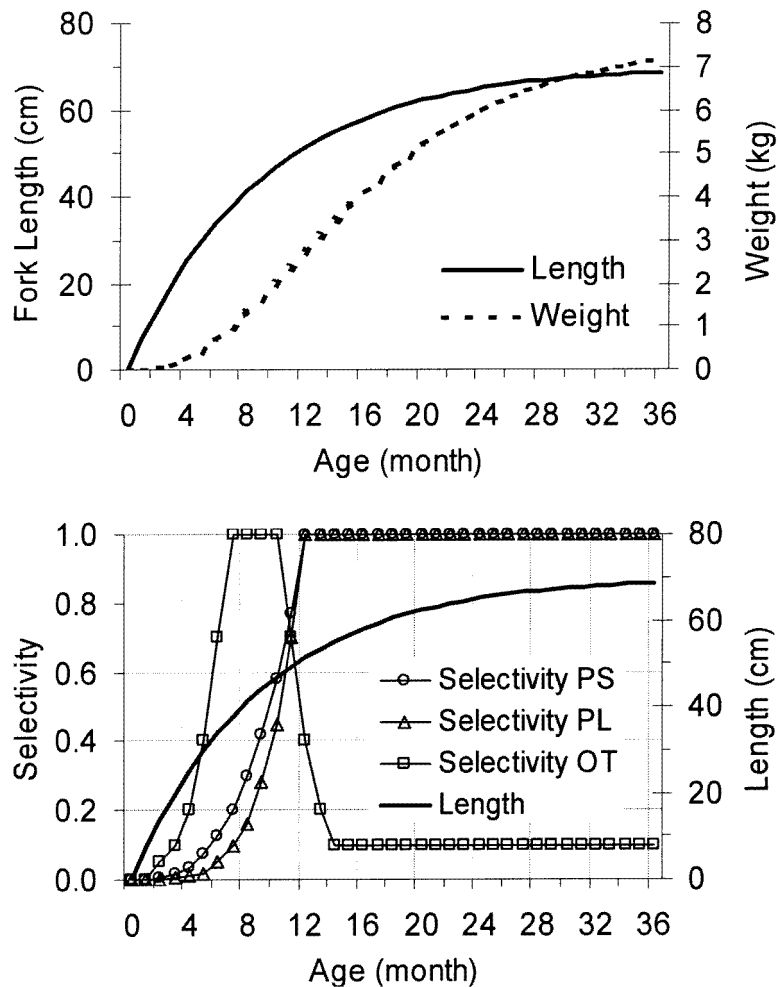 80 8
7
60 6
5
40 4
3
20 2
1
0 0
Fork Length (cm)
Weight (kg)
Length
Weight
0 4 8 12 16 20 24 28 32 36
Age (month)
1.0 80
0.8
60
0.6
40
0.4
20
0.2
0.0 0
Selectivity
Length (cm)
Selectivity PS
Selectivity PL
Selectivity OT
Length
0 4 8 12 16 20 24 28 32 36
Age (month)